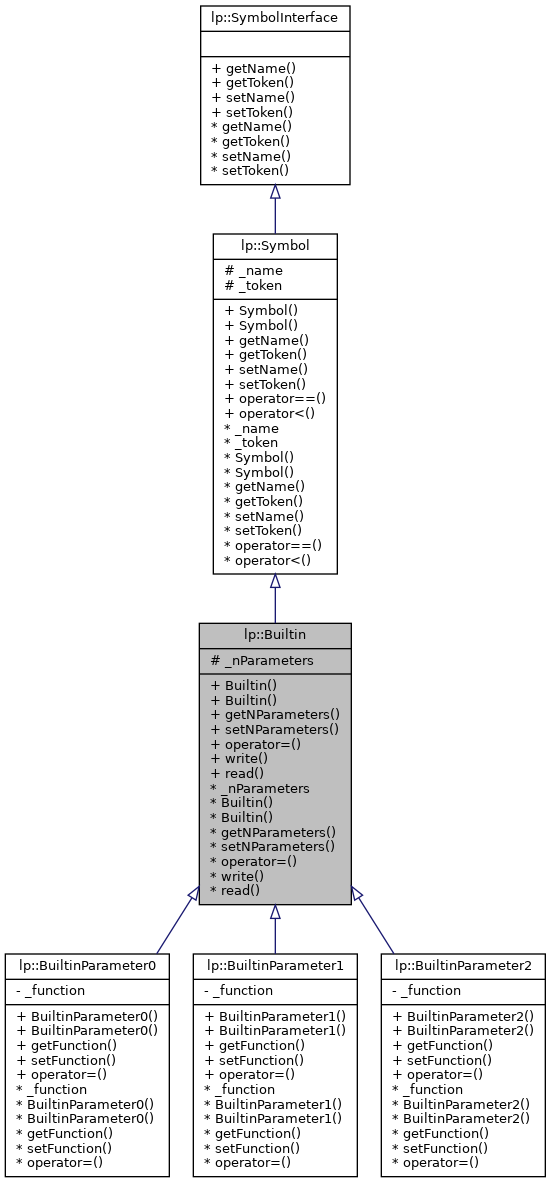 lp::SymbolInterface
+ getName()
+ getToken()
+ setName()
+ setToken()
* getName()
* getToken()
* setName()
* setToken()
lp::Symbol
# _name
# _token
+ Symbol()
+ Symbol()
+ getName()
+ getToken()
+ setName()
+ setToken()
+ operator==()
+ operator<()
* _name
* _token
* Symbol()
* Symbol()
* getName()
* getToken()
* setName()
* setToken()
* operator==()
* operator<()
lp::Builtin
# _nParameters
+ Builtin()
+ Builtin()
+ getNParameters()
+ setNParameters()
+ operator=()
+ write()
+ read()
* _nParameters
* Builtin()
* Builtin()
* getNParameters()
* setNParameters()
* operator=()
* write()
* read()
lp::BuiltinParameter0
- _function
+ BuiltinParameter0()
+ BuiltinParameter0()
+ getFunction()
+ setFunction()
+ operator=()
* _function
* BuiltinParameter0()
* BuiltinParameter0()
* getFunction()
* setFunction()
* operator=()
lp::BuiltinParameter1
- _function
+ BuiltinParameter1()
+ BuiltinParameter1()
+ getFunction()
+ setFunction()
+ operator=()
* _function
* BuiltinParameter1()
* BuiltinParameter1()
* getFunction()
* setFunction()
* operator=()
lp::BuiltinParameter2
- _function
+ BuiltinParameter2()
+ BuiltinParameter2()
+ getFunction()
+ setFunction()
+ operator=()
* _function
* BuiltinParameter2()
* BuiltinParameter2()
* getFunction()
* setFunction()
* operator=()